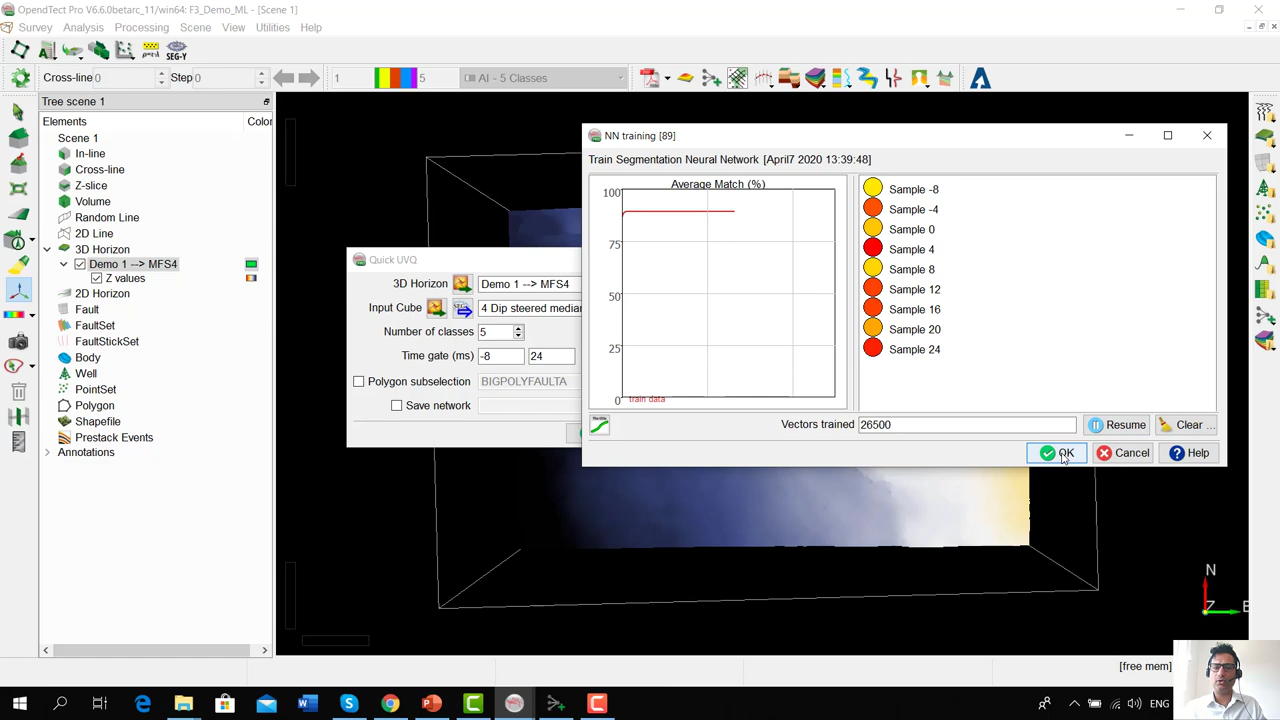 OpendTect Pro V6.6.0betarc_11/win64: F3_Demo_ML - [Scene 1]
Survey Analysis Processing Scene View Utilities Help
SEG-Y
Cross-line 0 Step 0 1 5 AI - 5 Classes
Tree scene 1
Elements Color
Scene 1
In-line
Cross-line
Z-slice
Volume
Random Line
2D Line
3D Horizon
Demo 1 --> MFS4
Z values
2D Horizon
Fault
FaultSet
FaultStickSet
Body
Well
PointSet
Polygon
Shapefile
Prestack Events
Annotations
Quick UVQ
3D Horizon Demo 1 --> MFS4
Input Cube 4 Dip steered median
Number of classes 5
Time gate (ms) -8 24
Polygon subselection BIGPOLYFAULTA
Save network
NN training [89]
Train Segmentation Neural Network [April7 2020 13:39:48]
Average Match (%)
100
75
50
25
0
train data
Sample -8
Sample -4
Sample 0
Sample 4
Sample 8
Sample 12
Sample 16
Sample 20
Sample 24
Vectors trained 26500 Resume Clear ...
OK Cancel Help
N
Z E
[free mem]
ENG